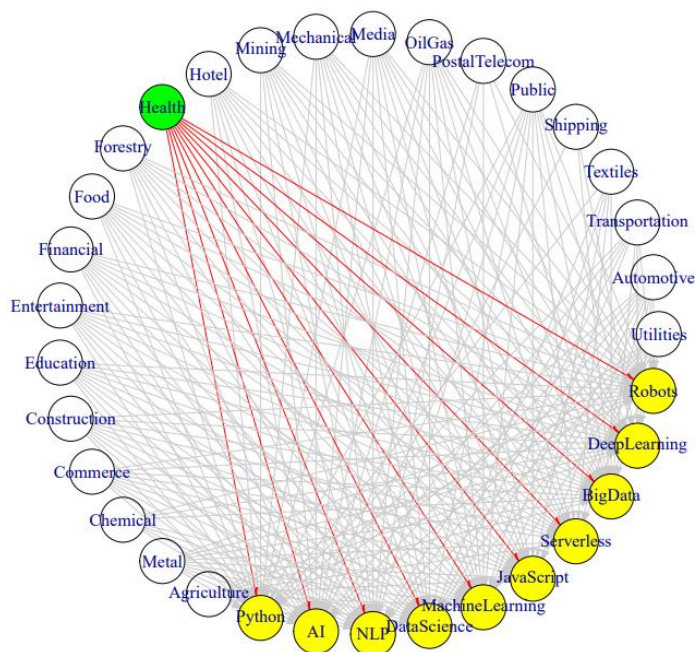 Media
Mechanical
OilGas
Mining
PostalTelecom
Hotel
Public
Health
Shipping
Forestry
Textiles
Food
Transportation
Financial
Automotive
Entertainment
Utilities
Education
Robots
Construction
DeepLearning
Commerce
BigData
Chemical
Serverless
Metal
JavaScript
Agriculture
MachineLearning
Python
DataScience
AI
NLP